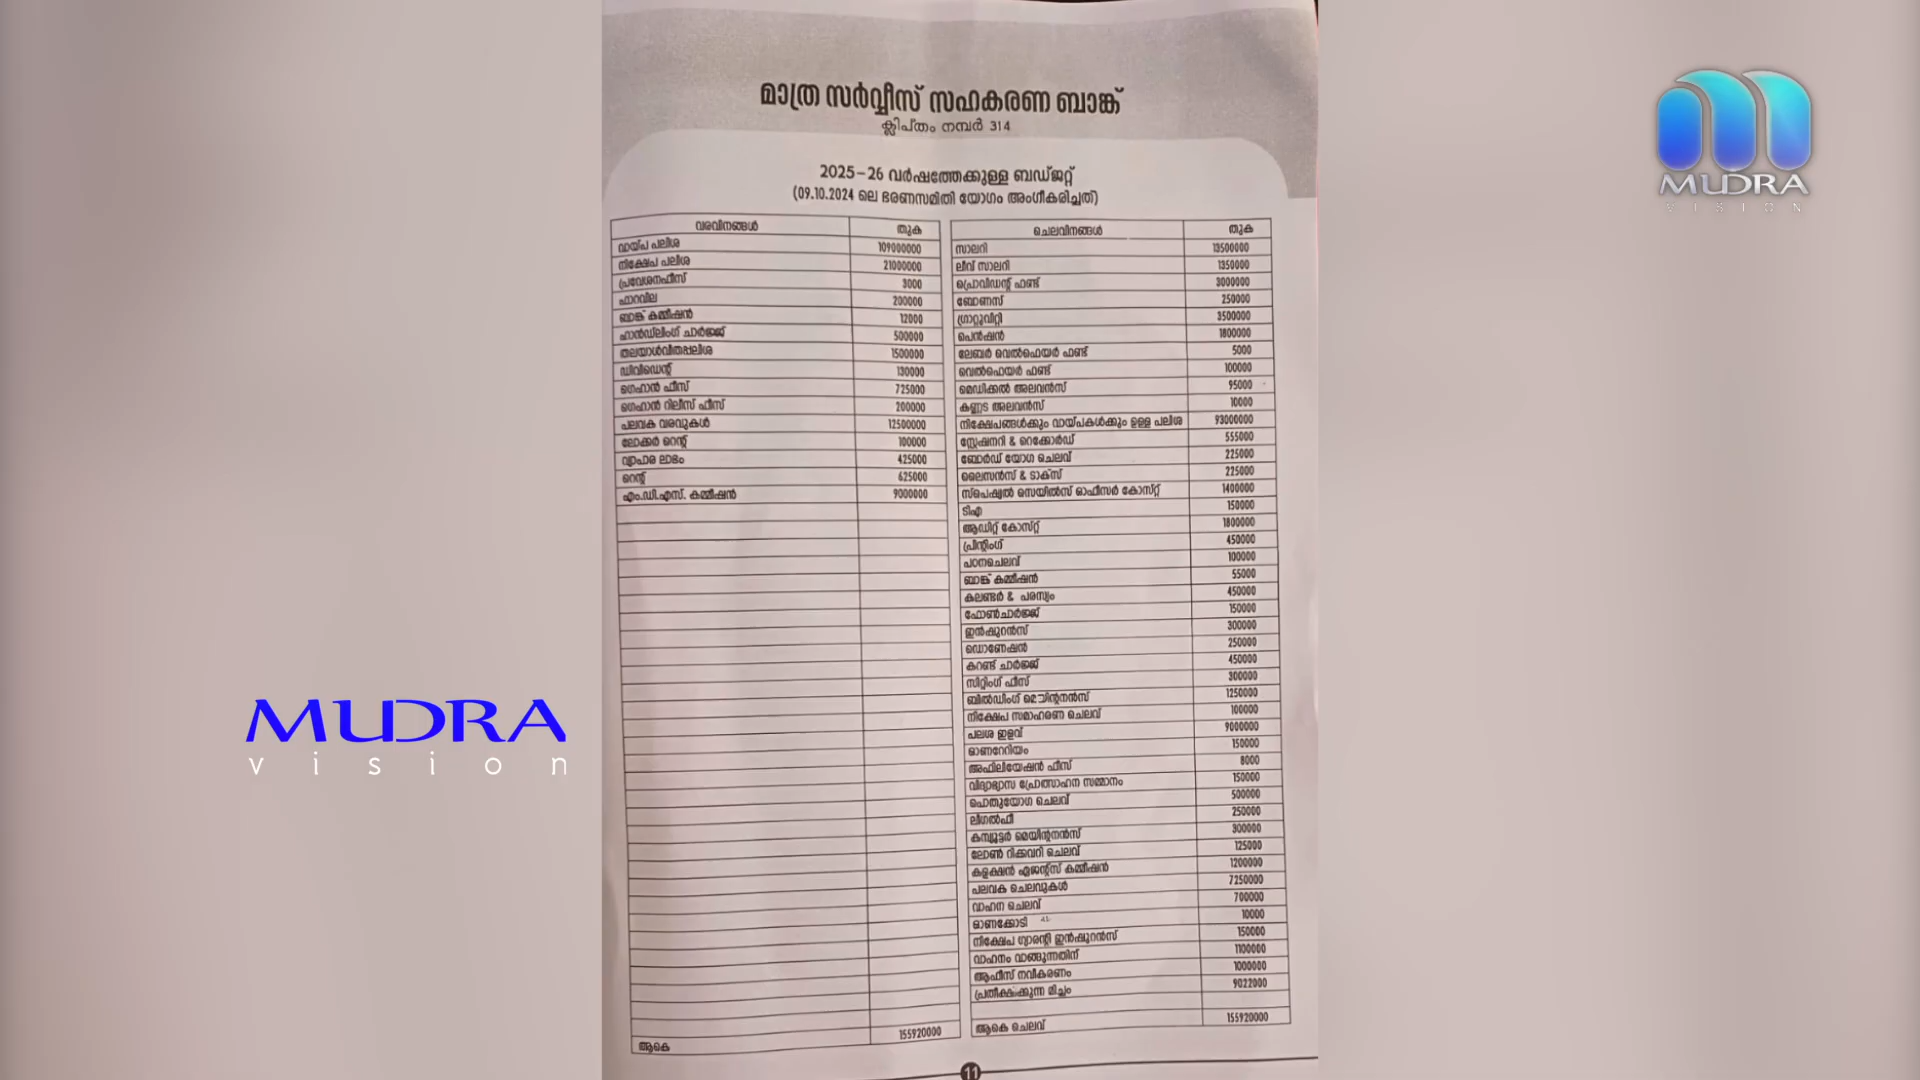 മാത്ര സർവ്വീസ് സഹകരണ ബാങ്ക്
ക്ലിപ്തം നമ്പർ 314
2025-26 വർഷത്തേക്കുള്ള ബഡ്ജറ്റ്
(09.10.2024 ലെ ഭരണസമിതി യോഗം അംഗീകരിച്ചത്)
വരവിനങ്ങൾ തുക
വായ്പ പലിശ 109000000
നിക്ഷേപ പലിശ 21000000
പ്രവേശനഫീസ് 3000
ഫാറവില 200000
ബാങ്ക് കമ്മീഷൻ 12000
ഹാൻഡ്‌ലിംഗ് ചാർജ്ജ് 500000
തലയാൾവീതപ്പലിശ 1500000
ഡിവിഡെന്റ് 130000
ഗെഹാൻ ഫീസ് 725000
ഗെഹാൻ റിലീസ് ഫീസ് 200000
പലവക വരവുകൾ 12500000
ലോക്കർ റെന്റ് 100000
വ്യാപാര ലാഭം 425000
റെന്റ് 625000
എം.ഡി.എസ്. കമ്മീഷൻ 9000000
ആകെ 155920000
ചെലവിനങ്ങൾ തുക
സാലറി 13500000
ലീവ് സാലറി 1350000
പ്രൊവിഡന്റ് ഫണ്ട് 3000000
ബോണസ് 250000
ഗ്രാറ്റുവിറ്റി 3500000
പെൻഷൻ 1800000
ലേബർ വെൽഫെയർ ഫണ്ട് 5000
വെൽഫെയർ ഫണ്ട് 100000
മെഡിക്കൽ അലവൻസ് 95000
കണ്ണട അലവൻസ് 10000
നിക്ഷേപങ്ങൾക്കും വായ്പകൾക്കും ഉള്ള പലിശ 93000000
സ്റ്റേഷനറി & റെക്കോർഡ് 555000
ബോർഡ് യോഗ ചെലവ് 225000
ലൈസൻസ് & ടാക്സ് 225000
സ്പെഷ്യൽ സെയിൽസ് ഓഫീസർ കോസ്റ്റ് 1400000
ടിഎ 150000
ആഡിറ്റ് കോസ്റ്റ് 1800000
പ്രിന്റിംഗ് 450000
പഠനചെലവ് 100000
ബാങ്ക് കമ്മീഷൻ 55000
കലണ്ടർ & പരസ്യം 450000
ഫോൺചാർജ്ജ് 150000
ഇൻഷുറൻസ് 300000
ഡൊണേഷൻ 250000
കറണ്ട് ചാർജ്ജ് 450000
സിറ്റിംഗ് ഫീസ് 300000
ബിൽഡിംഗ് മെയിന്റനൻസ് 1250000
നിക്ഷേപ സമാഹരണ ചെലവ് 100000
പലിശ ഇളവ് 9000000
ഓണറേറിയം 150000
അഫിലിയേഷൻ ഫീസ് 8000
വിദ്യാഭ്യാസ പ്രോത്സാഹന സമ്മാനം 150000
പൊതുയോഗ ചെലവ് 500000
ലീഗൽഫീ 250000
കമ്പ്യൂട്ടർ മെയിന്റനൻസ് 300000
ലോൺ റിക്കവറി ചെലവ് 125000
കളക്ഷൻ ഏജന്റ്സ് കമ്മീഷൻ 1200000
പലവക ചെലവുകൾ 7250000
വാഹന ചെലവ് 700000
ഓണക്കോടി 10000
നിക്ഷേപ ഗ്യാരന്റി ഇൻഷുറൻസ് 150000
വാഹനം വാങ്ങുന്നതിന് 1100000
ആഫീസ് നവീകരണം 1000000
പ്രതീക്ഷിക്കുന്ന മിച്ചം 9022000
ആകെ ചെലവ് 155920000
11
MUDRA
vision
MUDRA
VISION